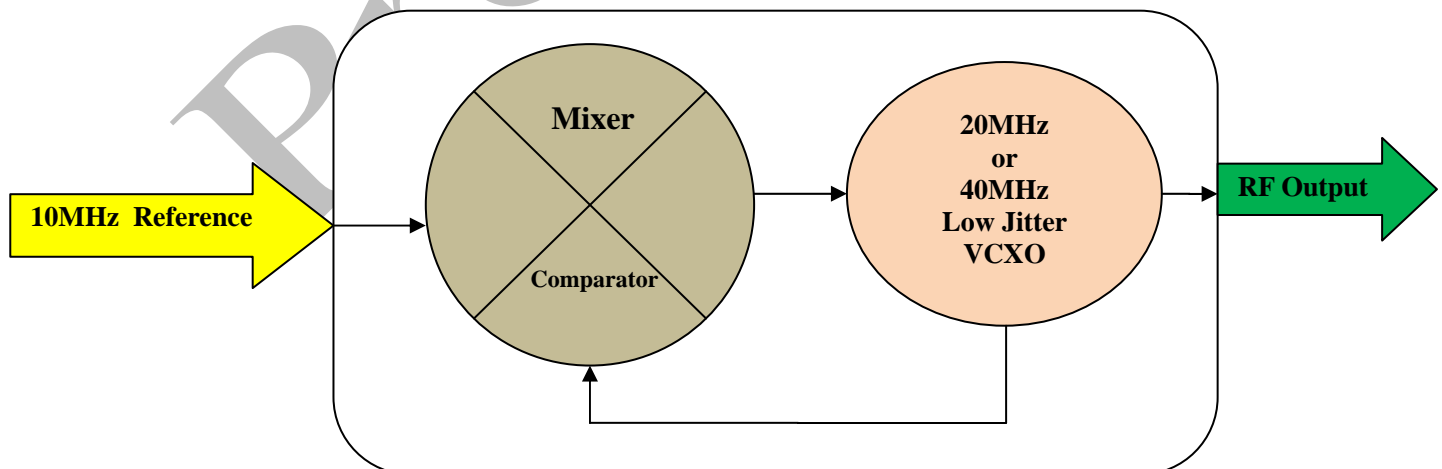 Mixer
Comparator
10MHz Reference
20MHz
or
40MHz
Low Jitter
VCXO
RF Output